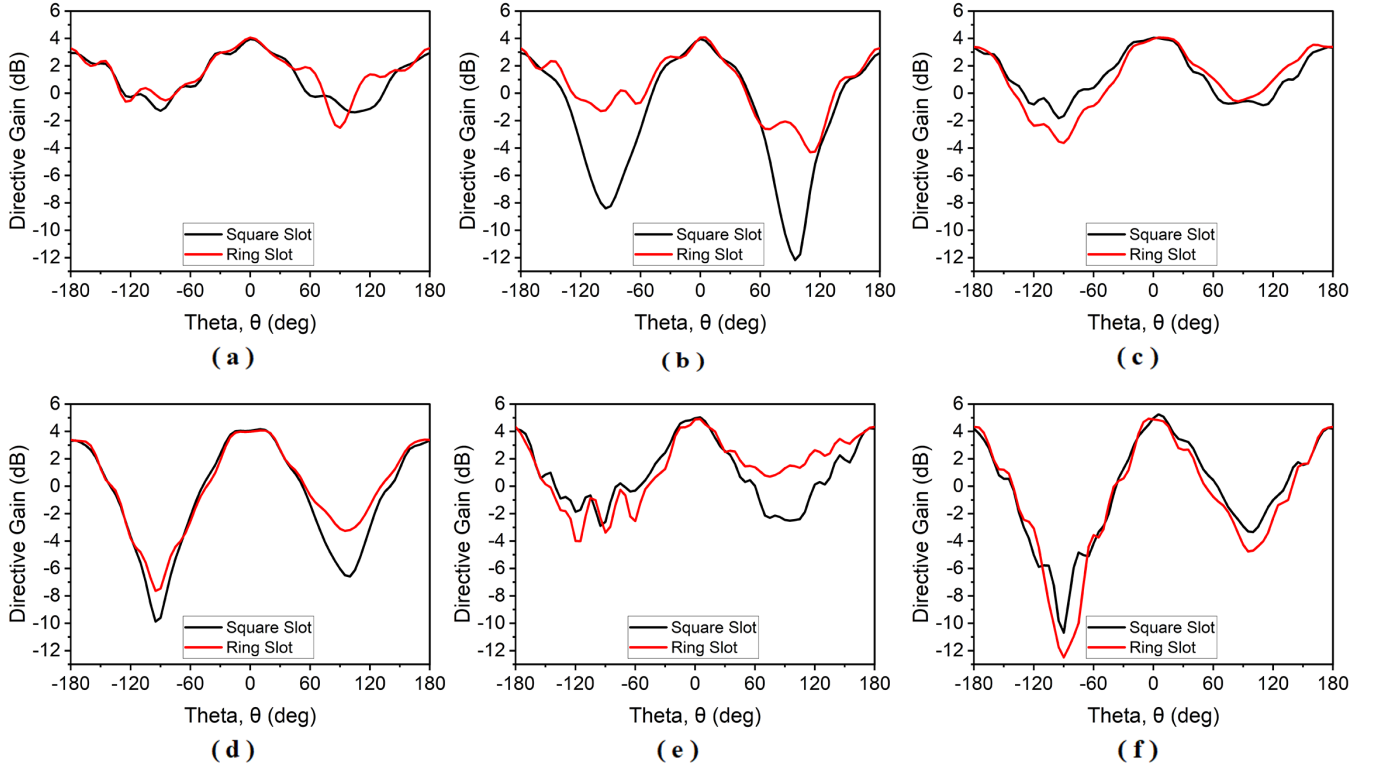 6
4
2
0
-2
-4
-6
-8
-10
-12
Directive Gain (dB)
Square Slot
Ring Slot
-180 -120 -60 0 60 120 180
Theta, θ (deg)
( a )
6
4
2
0
-2
-4
-6
-8
-10
-12
Directive Gain (dB)
Square Slot
Ring Slot
-180 -120 -60 0 60 120 180
Theta, θ (deg)
( b )
6
4
2
0
-2
-4
-6
-8
-10
-12
Directive Gain (dB)
Square Slot
Ring Slot
-180 -120 -60 0 60 120 180
Theta, θ (deg)
( c )
6
4
2
0
-2
-4
-6
-8
-10
-12
Directive Gain (dB)
Square Slot
Ring Slot
-180 -120 -60 0 60 120 180
Theta, θ (deg)
( d )
6
4
2
0
-2
-4
-6
-8
-10
-12
Directive Gain (dB)
Square Slot
Ring Slot
-180 -120 -60 0 60 120 180
Theta, θ (deg)
( e )
6
4
2
0
-2
-4
-6
-8
-10
-12
Directive Gain (dB)
Square Slot
Ring Slot
-180 -120 -60 0 60 120 180
Theta, θ (deg)
( f )